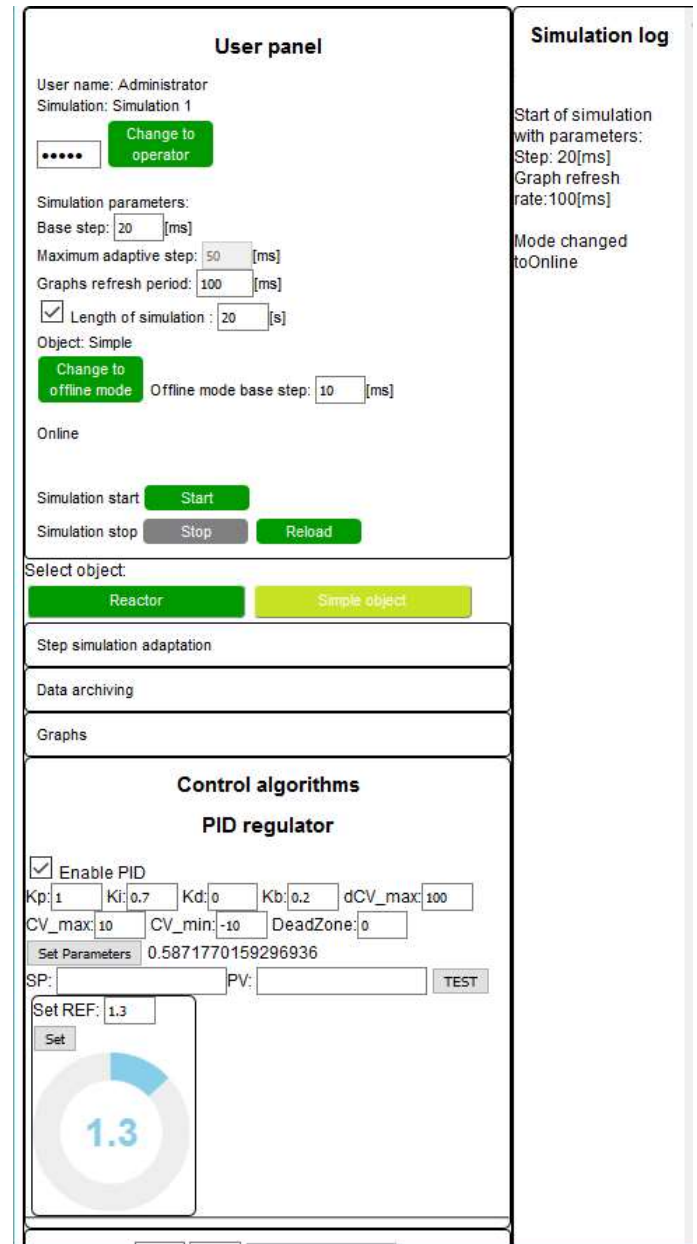 User panel
User name: Administrator
Simulation: Simulation 1
••••• Change to operator
Simulation parameters:
Base step: 20 [ms]
Maximum adaptive step: 50 [ms]
Graphs refresh period: 100 [ms]
Length of simulation : 20 [s]
Object: Simple
Change to offline mode Offline mode base step: 10 [ms]
Online
Simulation start Start
Simulation stop Stop Reload
Select object:
Reactor Simple object
Step simulation adaptation
Data archiving
Graphs
Control algorithms
PID regulator
Enable PID
Kp: 1 Ki: 0.7 Kd: 0 Kb: 0.2 dCV_max: 100
CV_max: 10 CV_min: -10 DeadZone: 0
Set Parameters 0.5871770159296936
SP: PV: TEST
Set REF: 1.3
Set
1.3
Simulation log
Start of simulation
with parameters:
Step: 20[ms]
Graph refresh
rate:100[ms]
Mode changed
toOnline